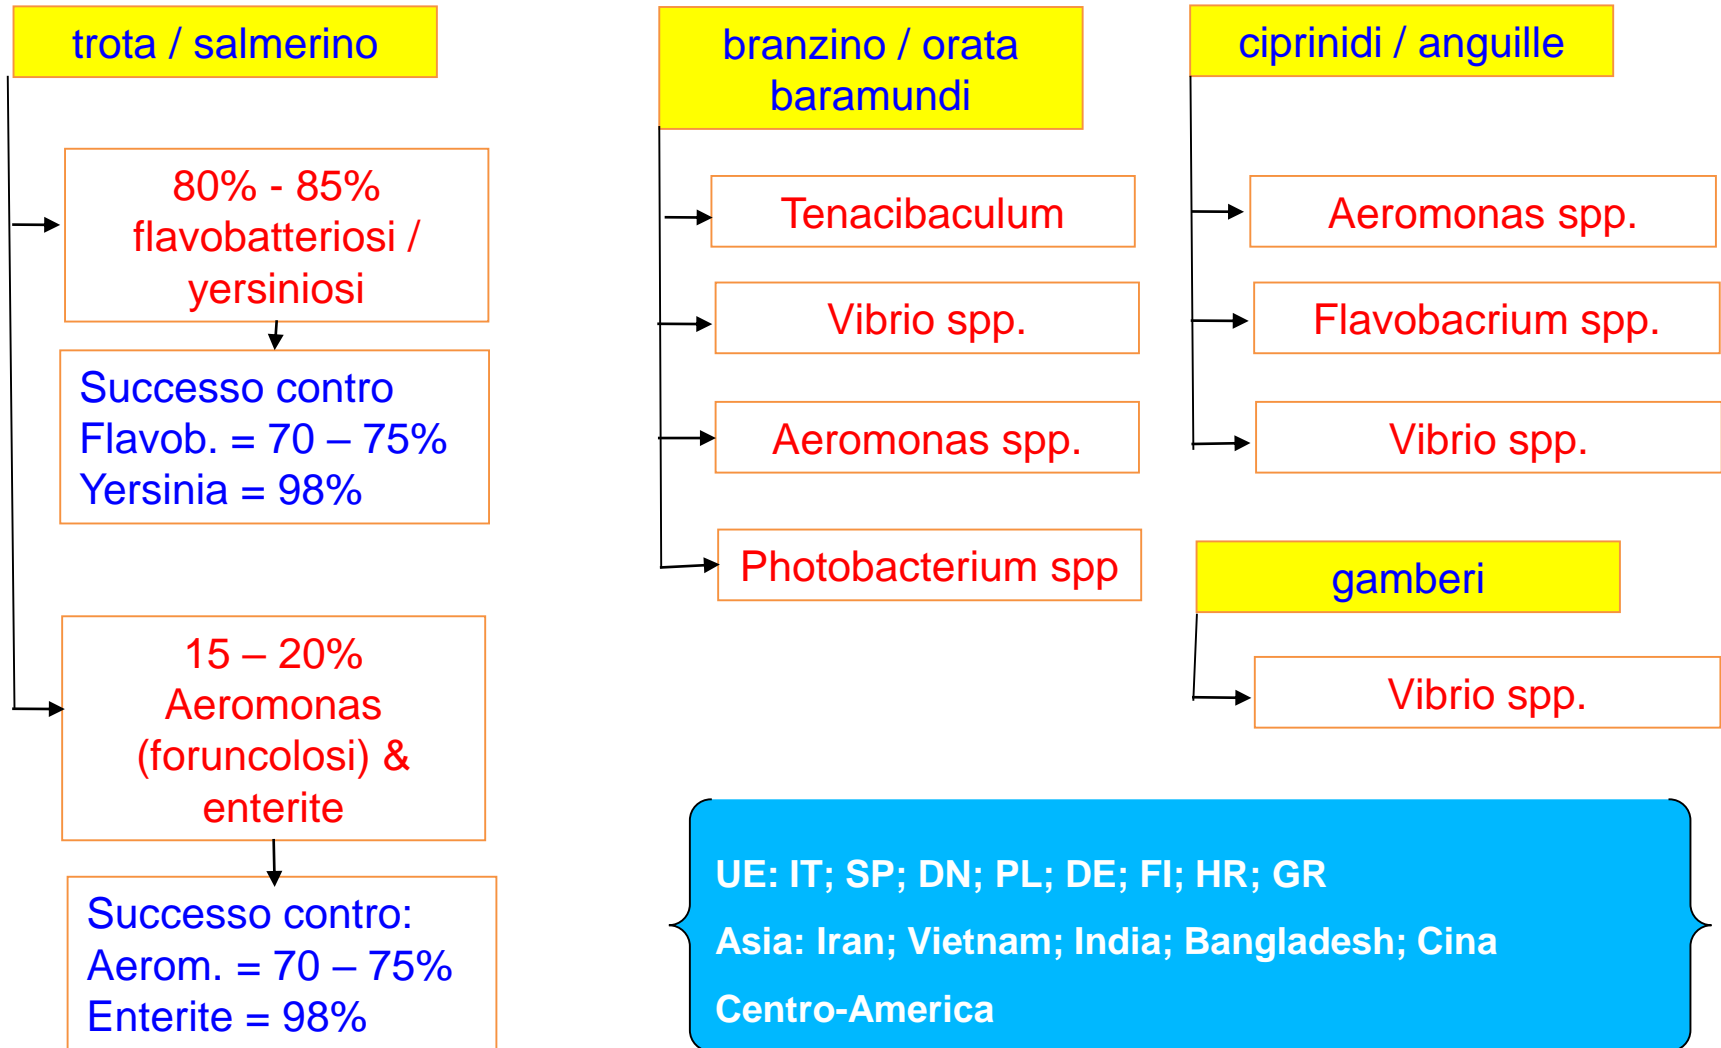 trota / salmerino
80% - 85%
flavobatteriosi /
yersiniosi
Successo contro
Flavob. = 70 – 75%
Yersinia = 98%
15 – 20%
Aeromonas
(foruncolosi) &
enterite
Successo contro:
Aerom. = 70 – 75%
Enterite = 98%
branzino / orata
baramundi
Tenacibaculum
Vibrio spp.
Aeromonas spp.
Photobacterium spp
ciprinidi / anguille
Aeromonas spp.
Flavobacrium spp.
Vibrio spp.
gamberi
Vibrio spp.
UE: IT; SP; DN; PL; DE; FI; HR; GR
Asia: Iran; Vietnam; India; Bangladesh; Cina
Centro-America